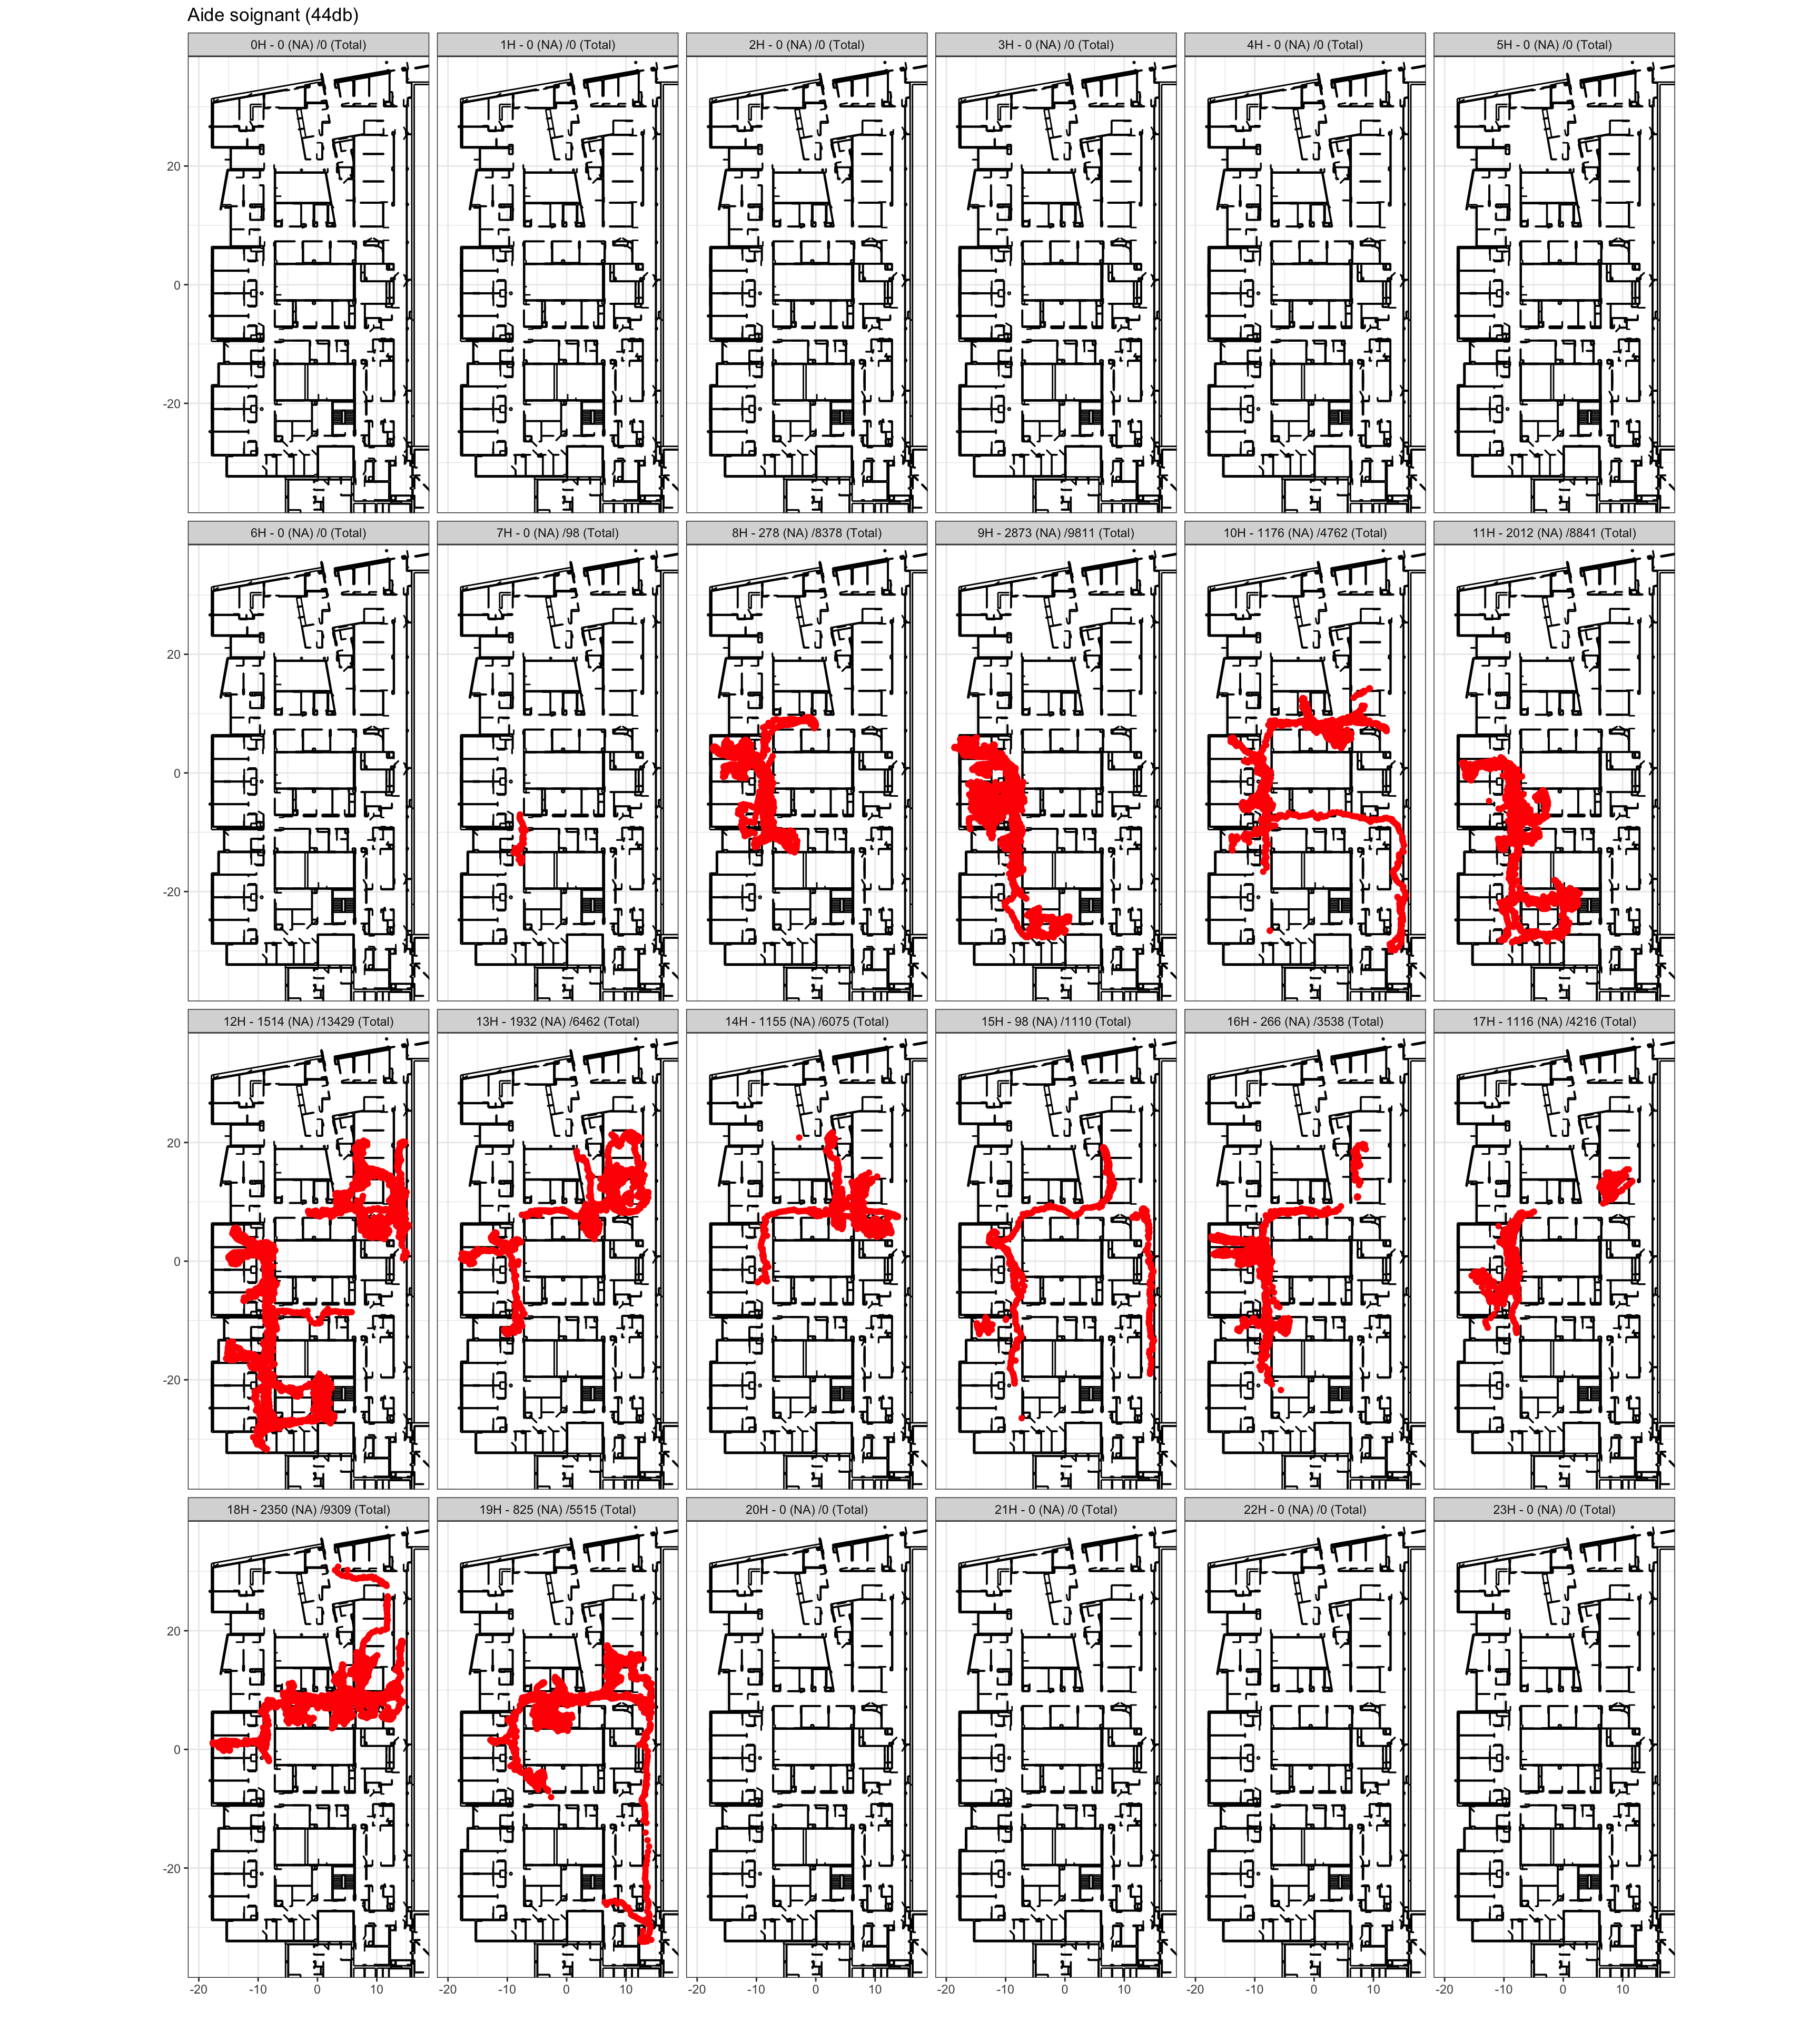 Aide soignant (44db)
0H - 0 (NA) /0 (Total) 1H - 0 (NA) /0 (Total) 2H - 0 (NA) /0 (Total) 3H - 0 (NA) /0 (Total) 4H - 0 (NA) /0 (Total) 5H - 0 (NA) /0 (Total)
20
0
-20
6H - 0 (NA) /0 (Total) 7H - 0 (NA) /98 (Total) 8H - 278 (NA) /8378 (Total) 9H - 2873 (NA) /9811 (Total) 10H - 1176 (NA) /4762 (Total) 11H - 2012 (NA) /8841 (Total)
20
0
-20
12H - 1514 (NA) /13429 (Total) 13H - 1932 (NA) /6462 (Total) 14H - 1155 (NA) /6075 (Total) 15H - 98 (NA) /1110 (Total) 16H - 266 (NA) /3538 (Total) 17H - 1116 (NA) /4216 (Total)
20
0
-20
18H - 2350 (NA) /9309 (Total) 19H - 825 (NA) /5515 (Total) 20H - 0 (NA) /0 (Total) 21H - 0 (NA) /0 (Total) 22H - 0 (NA) /0 (Total) 23H - 0 (NA) /0 (Total)
20
0
-20
-20 -10 0 10 -20 -10 0 10 -20 -10 0 10 -20 -10 0 10 -20 -10 0 10 -20 -10 0 10